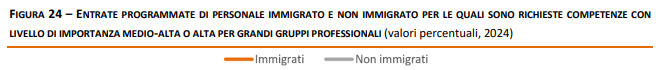 FIGURA 24 – ENTRATE PROGRAMMATE DI PERSONALE IMMIGRATO E NON IMMIGRATO PER LE QUALI SONO RICHIESTE COMPETENZE CON
LIVELLO DI IMPORTANZA MEDIO-ALTA O ALTA PER GRANDI GRUPPI PROFESSIONALI (valori percentuali, 2024)
Immigrati Non immigrati